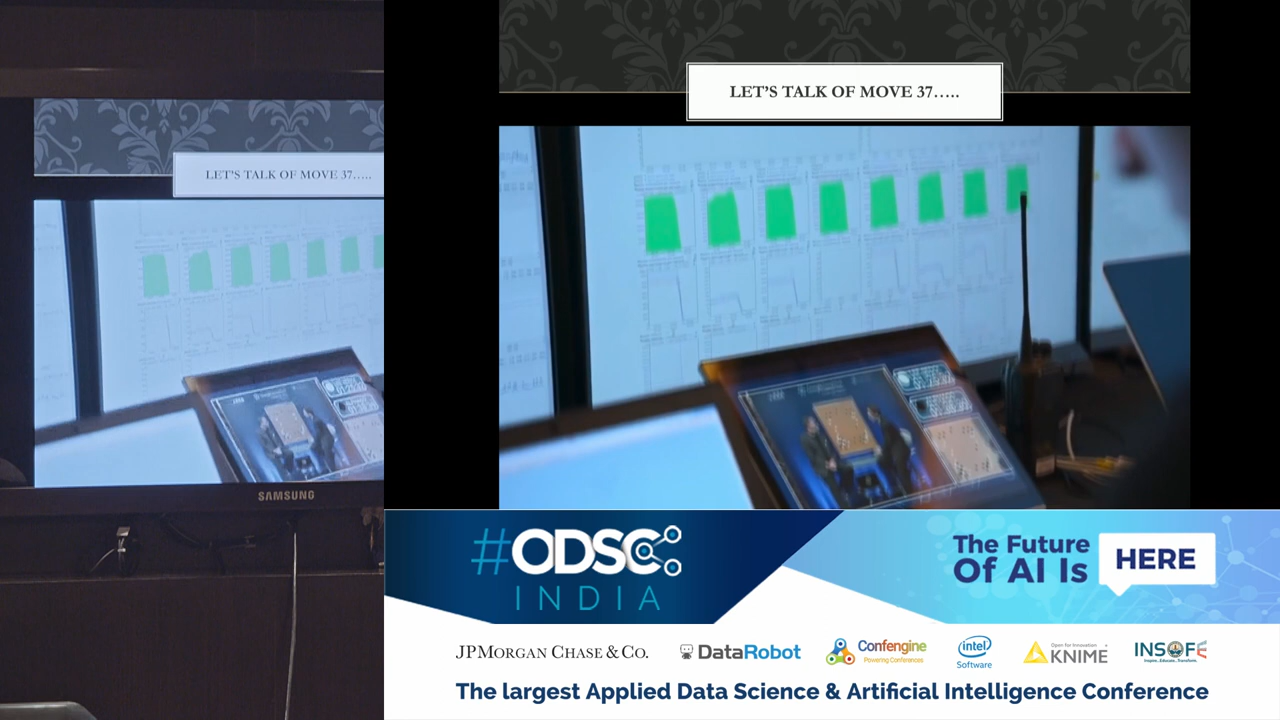 LET'S TALK OF MOVE 37.....
SAMSUNG
LET'S TALK OF MOVE 37.....
#ODSC
INDIA
The Future
Of AI Is
HERE
JPMORGAN CHASE & CO.
DataRobot
Confengine
Powering Conferences
intel
Software
Open for Innovation
KNIME
INSOFE
Inspire...Educate...Transform.
The largest Applied Data Science & Artificial Intelligence Conference